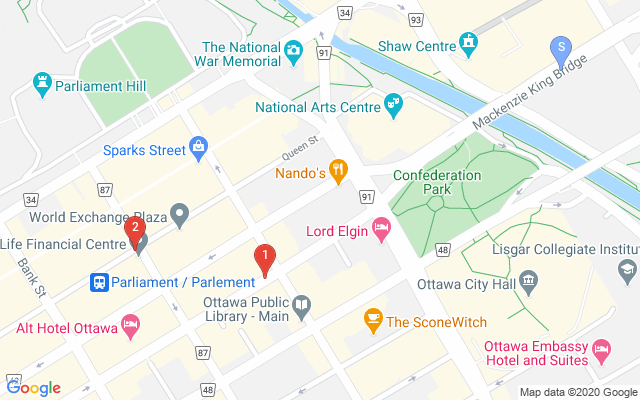 34
93
The National
War Memorial
91
Shaw Centre
S
Parliament Hill
National Arts Centre
Mackenzie King Bridge
Queen St
Sparks Street
Nando's
Confederation
Park
34
87
91
World Exchange Plaza
2
Life Financial Centre
Lord Elgin
48
1
Lisgar Collegiate Institut
Bank St
Parliament / Parlement
Ottawa City Hall
Ottawa Public
Library - Main
Alt Hotel Ottawa
The SconeWitch
87
Ottawa Embassy
Hotel and Suites
48
Google
Map data ©2020 Google